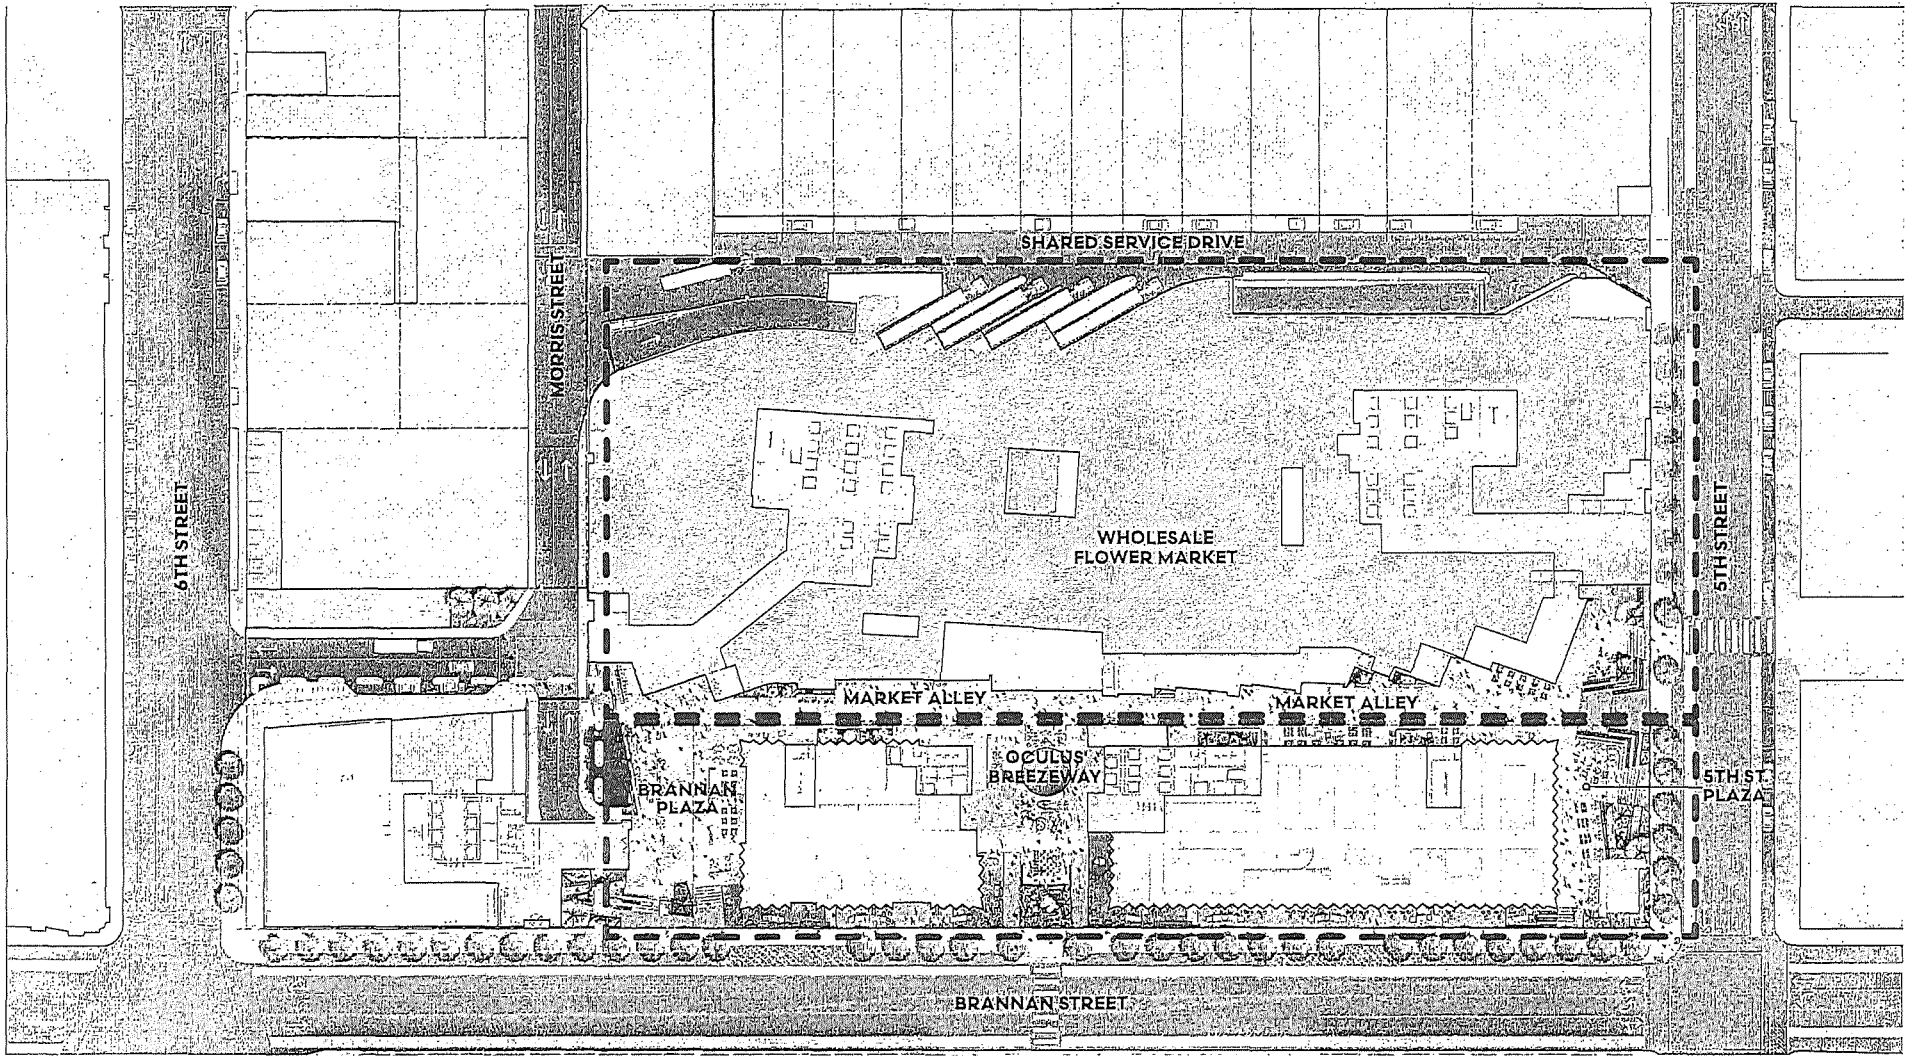 SHARED SERVICE DRIVE
MORRIS STREET
6TH STREET
5TH STREET
WHOLESALE
FLOWER MARKET
MARKET ALLEY
MARKET ALLEY
OCULUS
BREEZEWAY
BRANNAN
PLAZA
5TH ST.
PLAZA
BRANNAN STREET